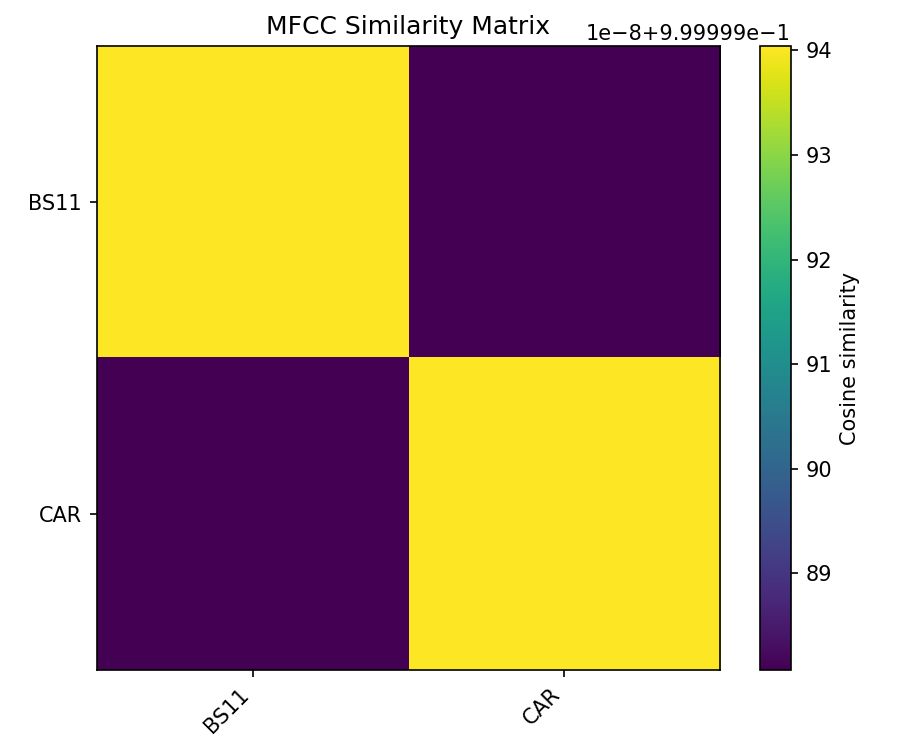 MFCC Similarity Matrix
1e−8+9.99999e−1
BS11
CAR
BS11
CAR
94
93
92
91
90
89
Cosine similarity